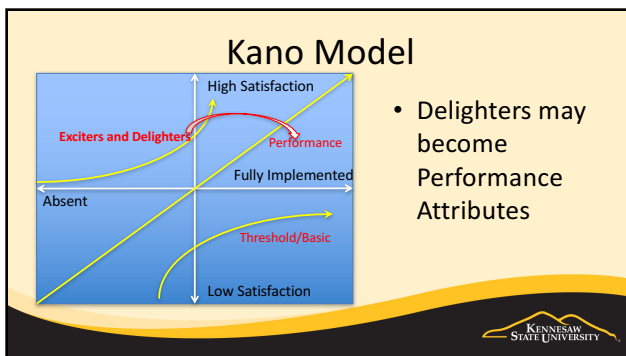 Kano Model
High Satisfaction
Exciters and Delighters
Performance
Fully Implemented
Absent
Threshold/Basic
Low Satisfaction
• Delighters may
become
Performance
Attributes
KENNESAW
STATE UNIVERSITY